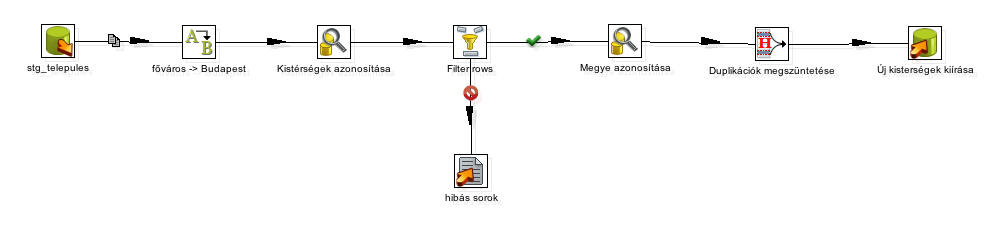 stg_telepules
főváros -> Budapest
Kistérségek azonosítása
Filter rows
Megye azonosítása
Duplikációk megszüntetése
Új kisterségek kiírása
hibás sorok